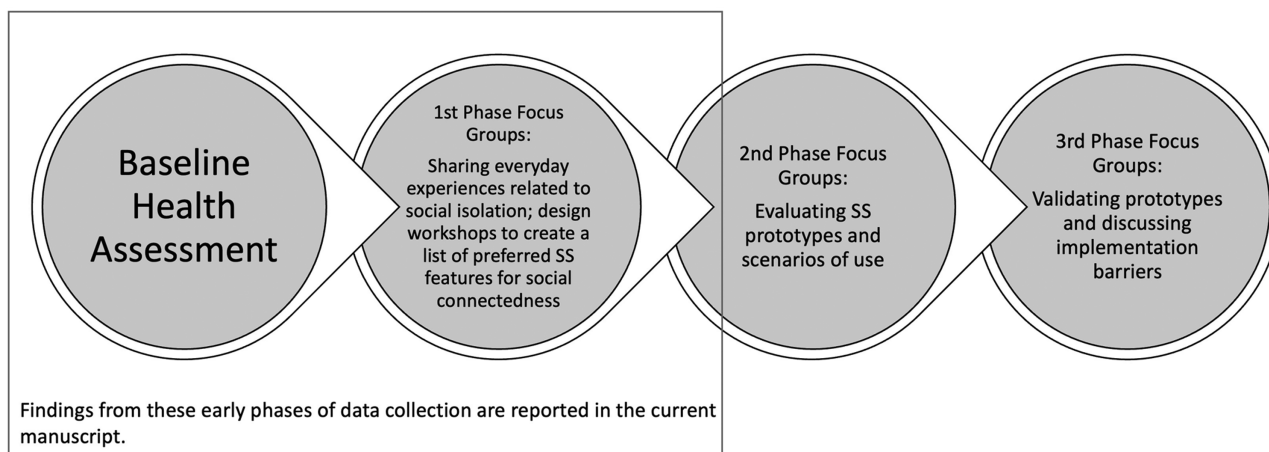 Baseline
Health
Assessment
1st Phase Focus
Groups:
Sharing everyday
experiences related to
social isolation; design
workshops to create a
list of preferred SS
features for social
connectedness
2nd Phase Focus
Groups:
Evaluating SS
prototypes and
scenarios of use
3rd Phase Focus
Groups:
Validating prototypes
and discussing
implementation
barriers
Findings from these early phases of data collection are reported in the current
manuscript.